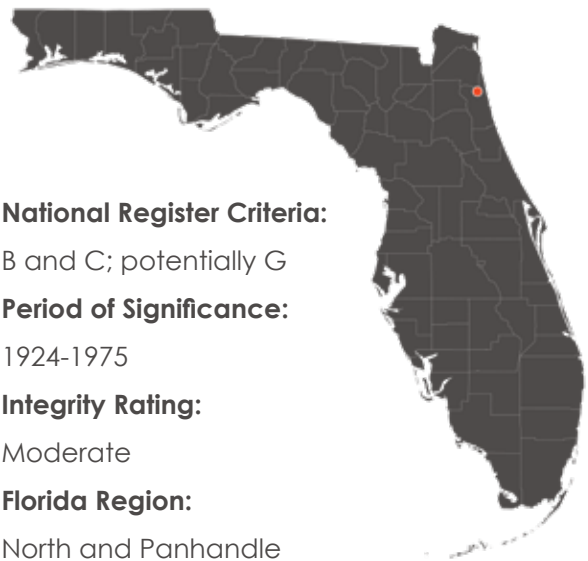 National Register Criteria:
B and C; potentially G
Period of Significance:
1924-1975
Integrity Rating:
Moderate
Florida Region:
North and Panhandle